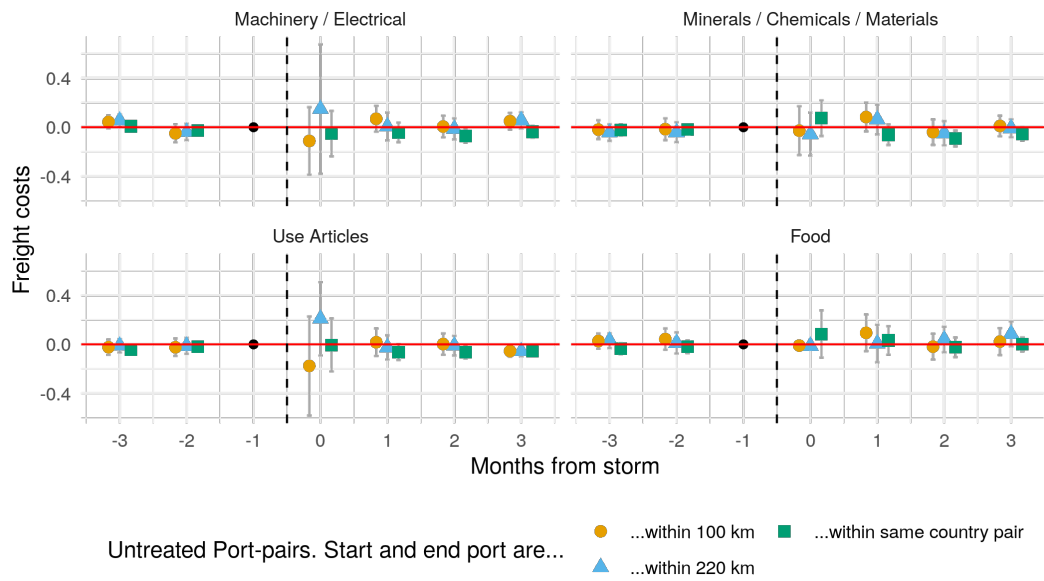 Machinery / Electrical
Minerals / Chemicals / Materials
0.4
0.0
-0.4
Freight costs
Use Articles
Food
0.4
0.0
-0.4
-3 -2 -1 0 1 2 3
-3 -2 -1 0 1 2 3
Months from storm
Untreated Port-pairs. Start and end port are...
...within 100 km
...within same country pair
...within 220 km